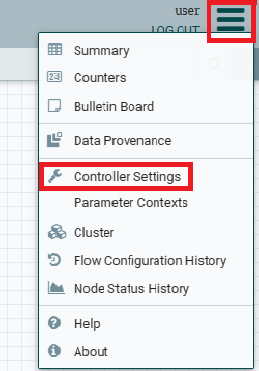 user
LOG OUT
Summary
Counters
Bulletin Board
Data Provenance
Controller Settings
Parameter Contexts
Cluster
Flow Configuration History
Node Status History
Help
About